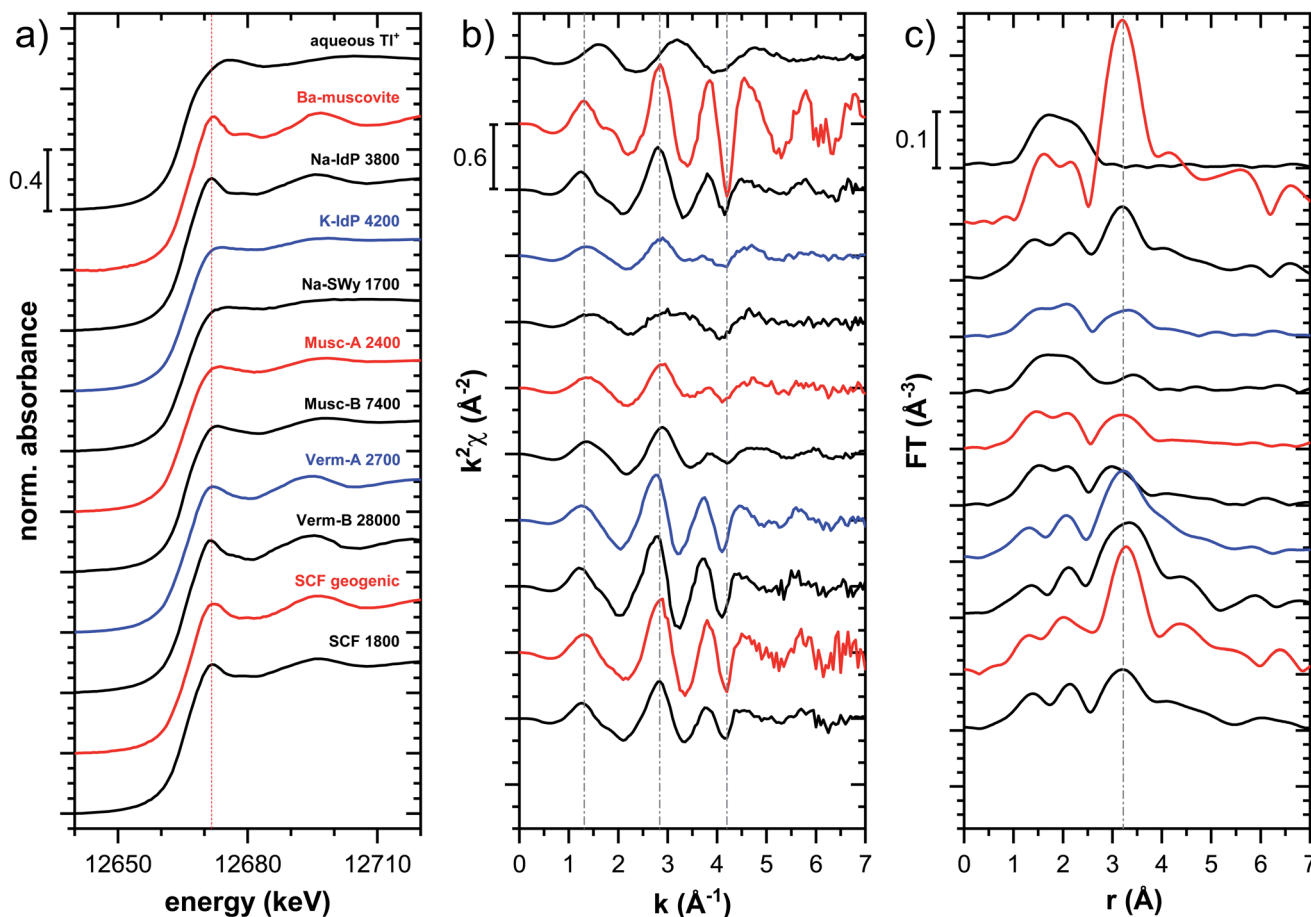 a)
norm. absorbance
0.4
aqueous Tl⁺
Ba-muscovite
Na-IdP 3800
K-IdP 4200
Na-SWy 1700
Musc-A 2400
Musc-B 7400
Verm-A 2700
Verm-B 28000
SCF geogenic
SCF 1800
12650 12680 12710
energy (keV)
b)
k²χ (Å⁻²)
0.6
0 1 2 3 4 5 6 7
k (Å⁻¹)
c)
FT (Å⁻³)
0.1
0 1 2 3 4 5 6 7
r (Å)